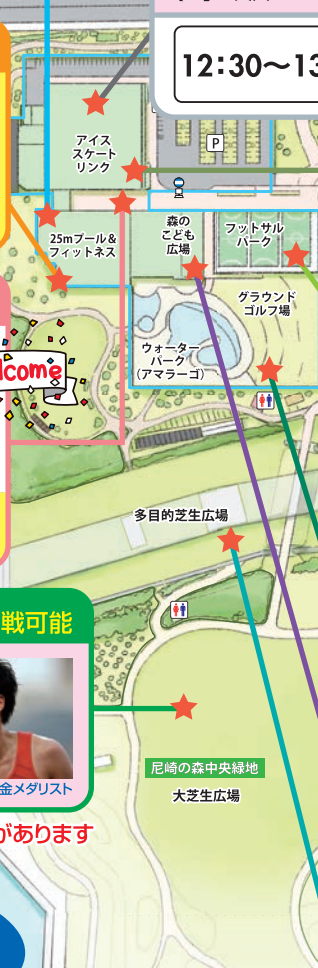 12:30〜13
アイス
スケート
リンク
P
森の
こども
広場
フットサル
パーク
25mプール＆
フィットネス
グラウンド
ゴルフ場
ウォーター
パーク
（アマラーゴ）
lcome
多目的芝生広場
戦可能
金メダリスト
尼崎の森中央緑地
大芝生広場
があります